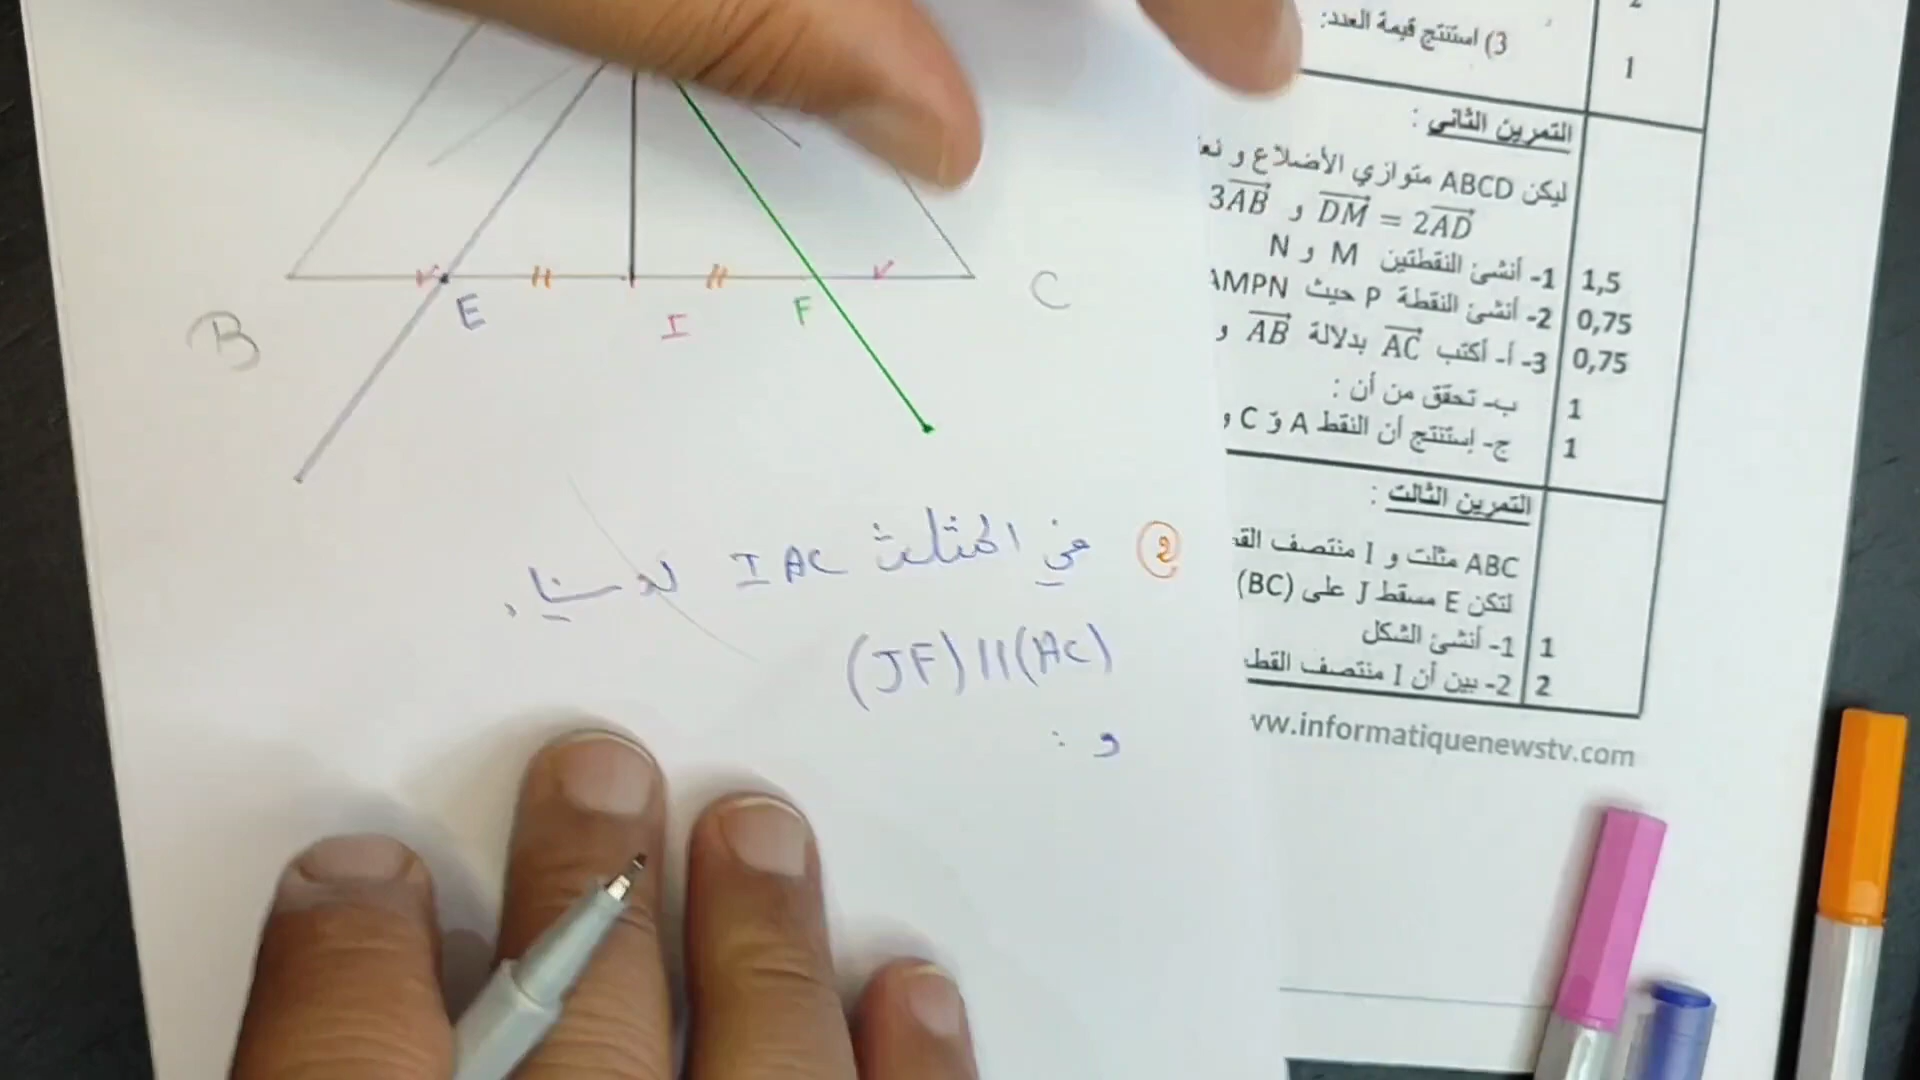 3) استنتج قيمة العدد:
1
التمرين الثاني :
ليكن ABCD متوازي الأضلاع و
DM = 2AD و 3AB
1- أنشئ النقطتين M و N
1,5
2- أنشئ النقطة P حيث AMPN
0,75
3- أ- أكتب AC بدلالة AB و
0,75
ب- تحقق من أن :
1
ج- إستنتج أن النقط A و C و
1
التمرين الثالث :
ABC مثلث و I منتصف
لتكن E مسقط J على (BC)
1- أنشئ الشكل
1
2- بين أن I منتصف القط
2
vw.informatiquenewstv.com
B
E
I
F
C
2 في المثلث IAC لدينا
(JF) // (AC)
و :